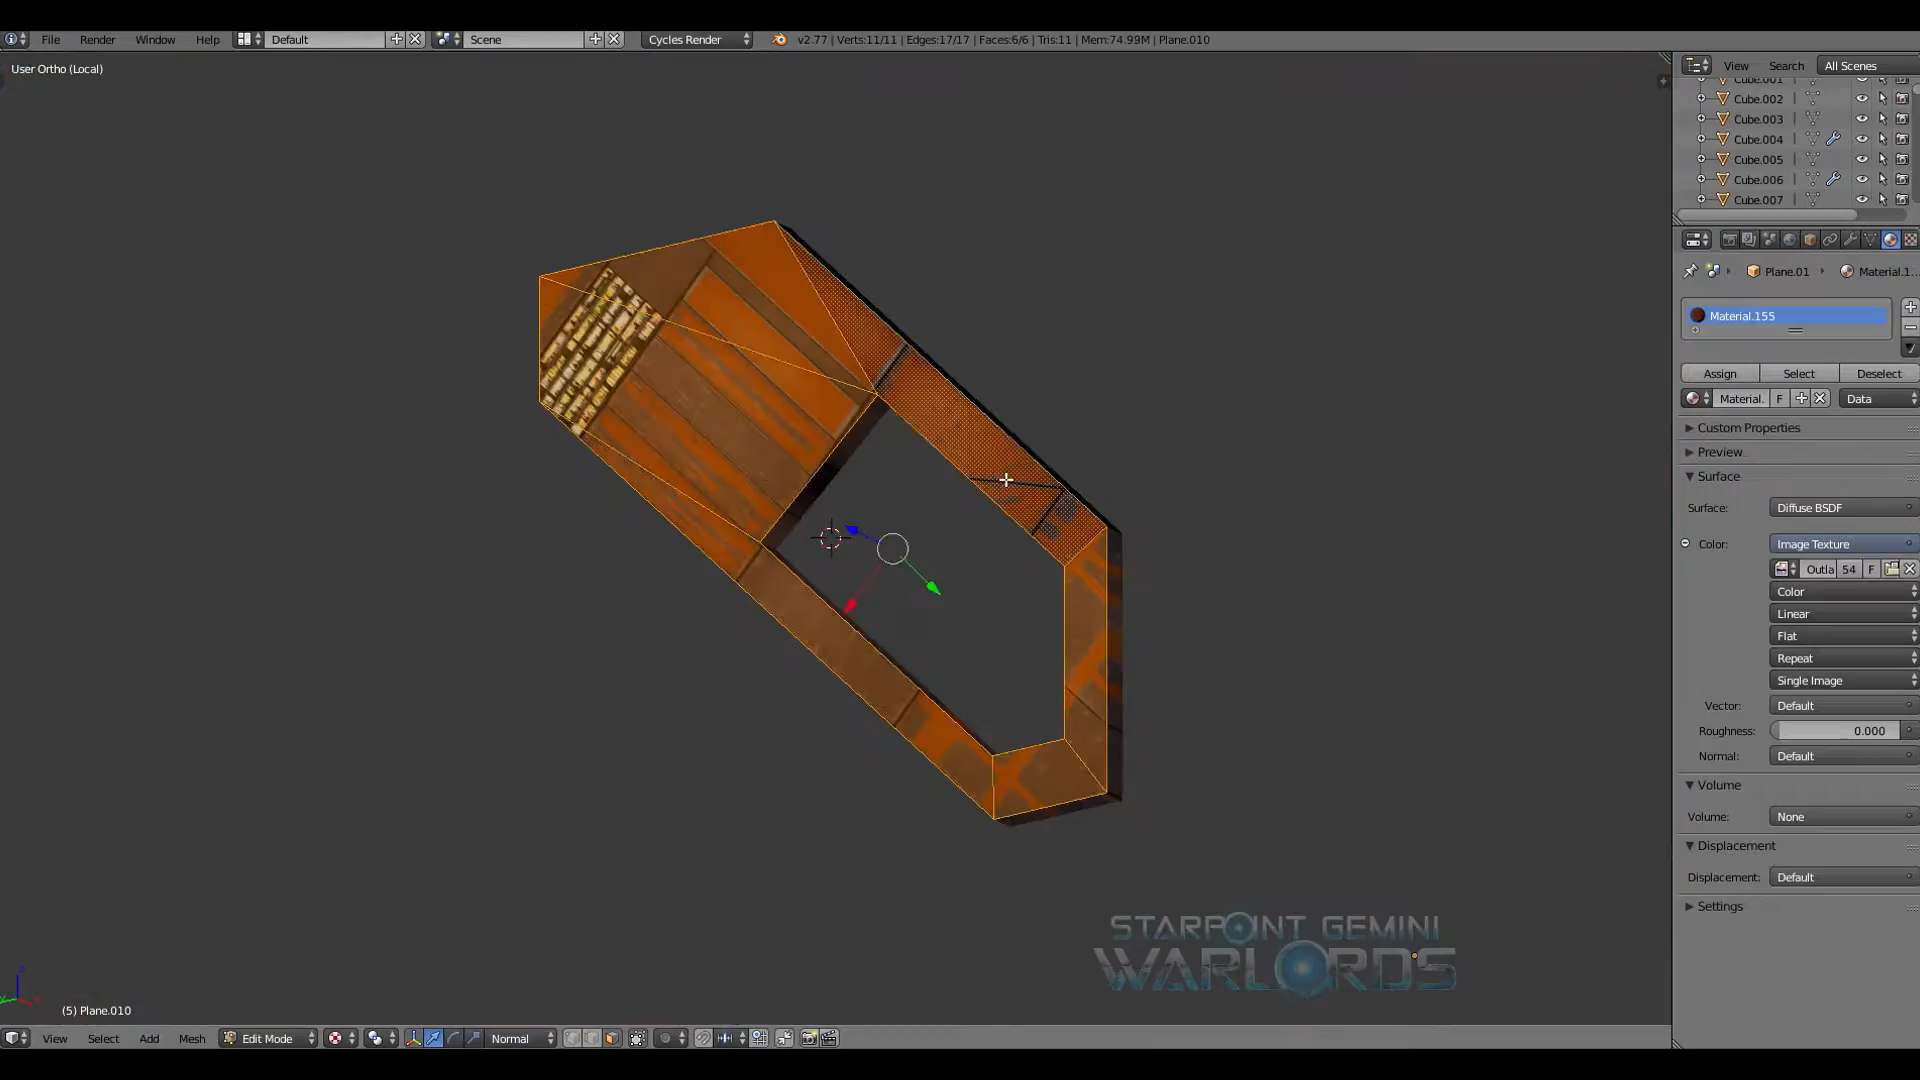 File Render Window Help Default Scene Cycles Render v2.77 | Verts:11/11 | Edges:17/17 | Faces:6/6 | Tris:11 | Mem:74.99M | Plane.010
User Ortho (Local)
View Search All Scenes
Cube.001
Cube.002
Cube.003
Cube.004
Cube.005
Cube.006
Cube.007
Plane.01 Material.1...
Material.155
Assign Select Deselect
Material. F Data
Custom Properties
Preview
Surface
Surface: Diffuse BSDF
Color: Image Texture
Outla 54 F
Color
Linear
Flat
Repeat
Single Image
Vector: Default
Roughness: 0.000
Normal: Default
Volume
Volume: None
Displacement
Displacement: Default
Settings
STARPOINT GEMINI
WARLORDS
(5) Plane.010
View Select Add Mesh Edit Mode Normal